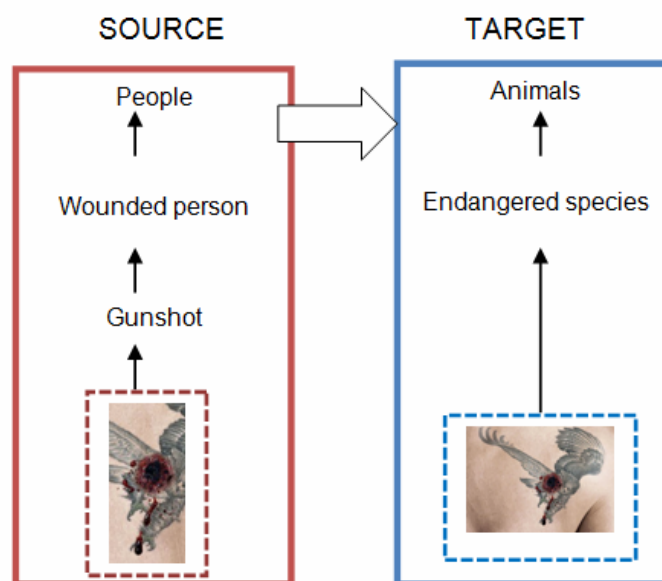 SOURCE
TARGET
People
Animals
Wounded person
Endangered species
Gunshot